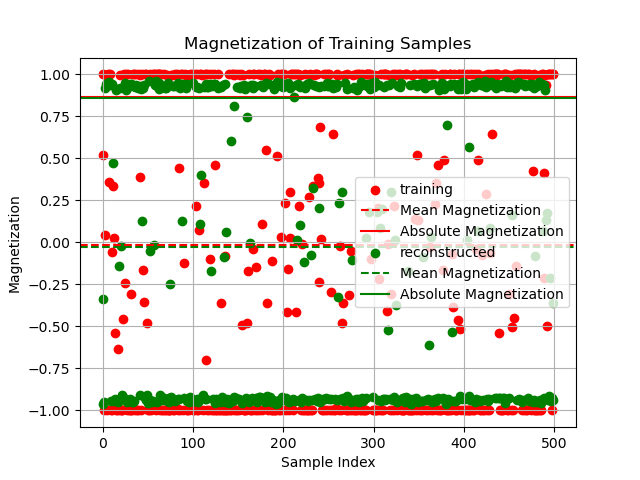 Magnetization of Training Samples
Magnetization
1.00
0.75
0.50
0.25
0.00
−0.25
−0.50
−0.75
−1.00
training
Mean Magnetization
Absolute Magnetization
reconstructed
Mean Magnetization
Absolute Magnetization
0
100
200
300
400
500
Sample Index